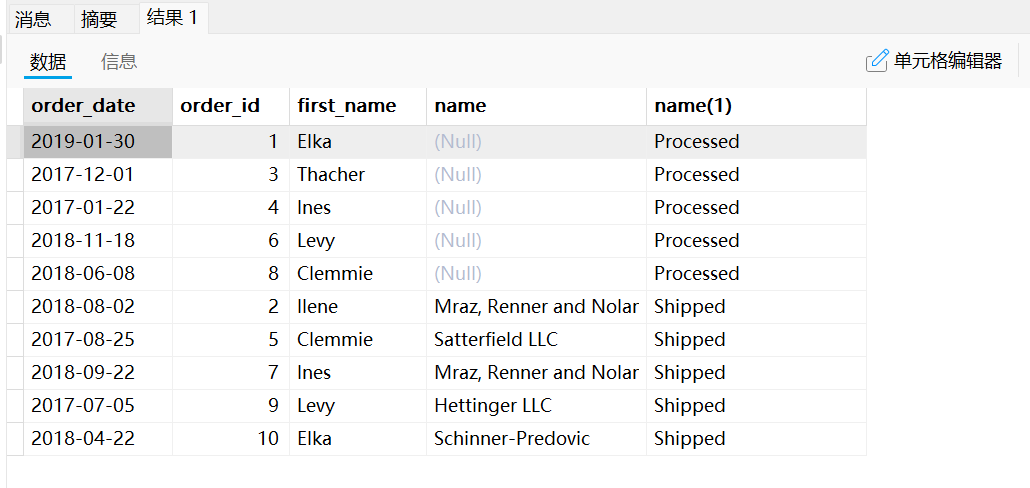 消息 摘要 结果 1
数据 信息 单元格编辑器
order_date order_id first_name name name(1)
2019-01-30 1 Elka (Null) Processed
2017-12-01 3 Thacher (Null) Processed
2017-01-22 4 Ines (Null) Processed
2018-11-18 6 Levy (Null) Processed
2018-06-08 8 Clemmie (Null) Processed
2018-08-02 2 Ilene Mraz, Renner and Nolar Shipped
2017-08-25 5 Clemmie Satterfield LLC Shipped
2018-09-22 7 Ines Mraz, Renner and Nolar Shipped
2017-07-05 9 Levy Hettinger LLC Shipped
2018-04-22 10 Elka Schinner-Predovic Shipped